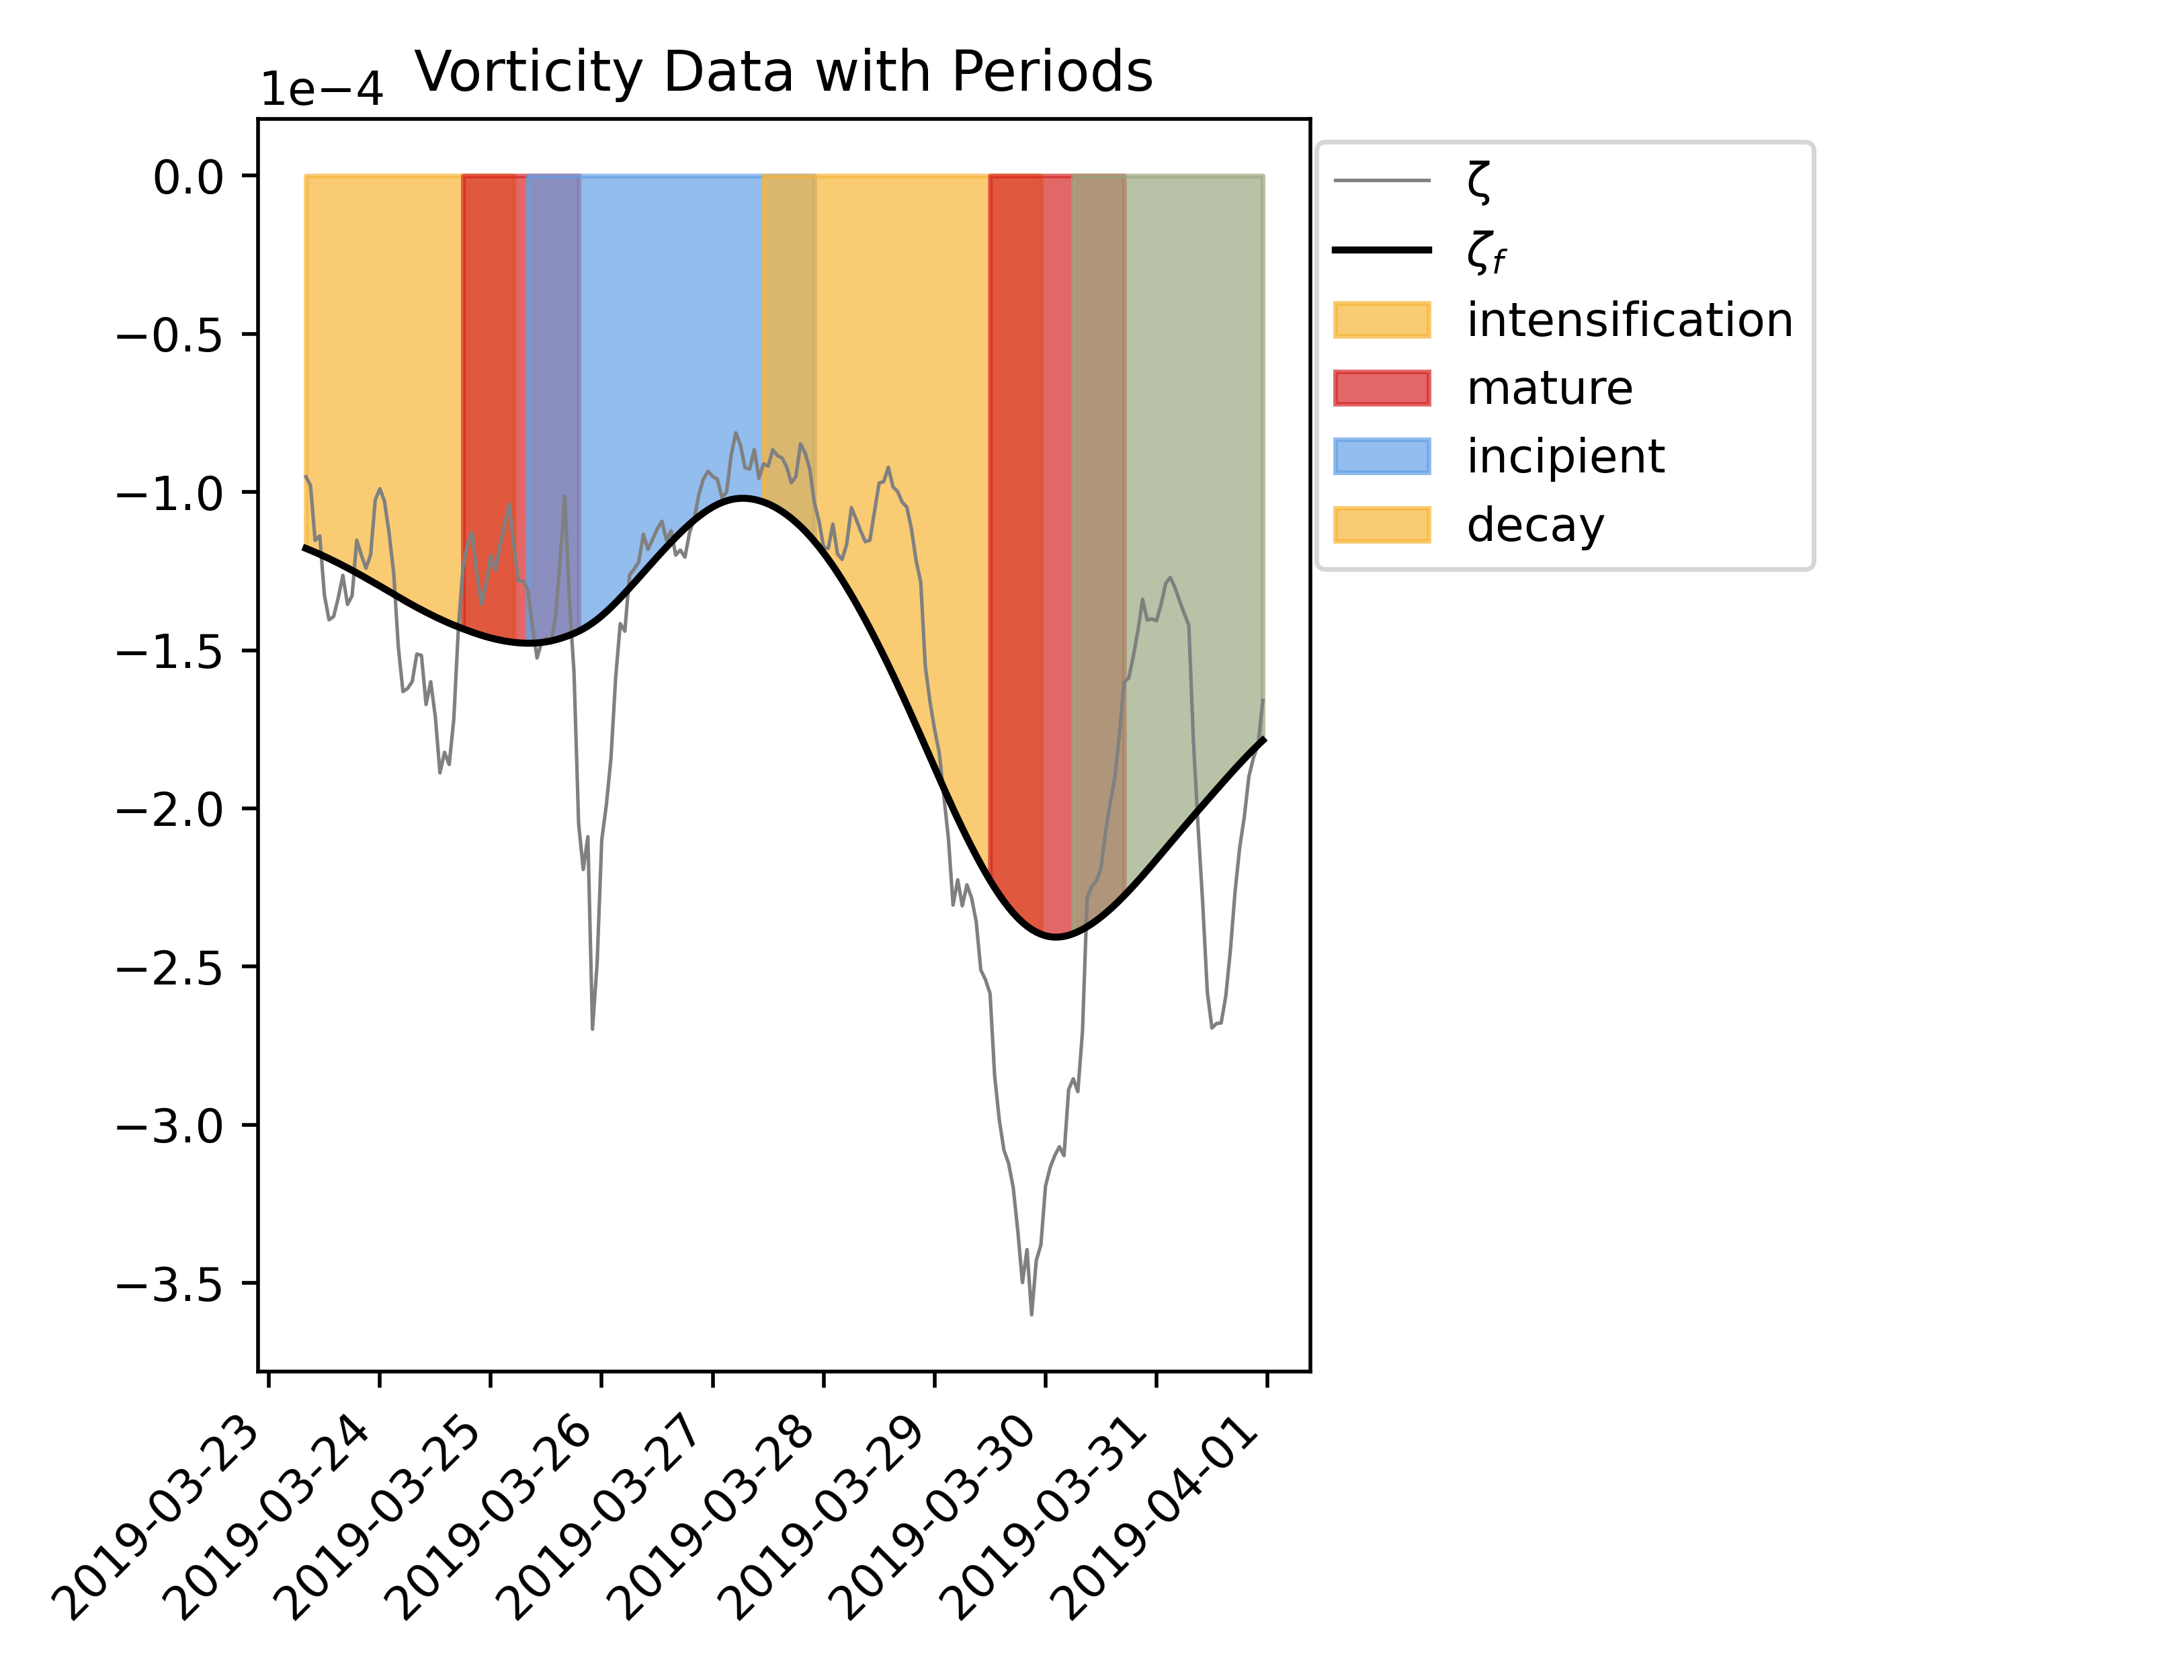 Vorticity Data with Periods
1e−4
0.0
−0.5
−1.0
−1.5
−2.0
−2.5
−3.0
−3.5
2019-03-23
2019-03-24
2019-03-25
2019-03-26
2019-03-27
2019-03-28
2019-03-29
2019-03-30
2019-03-31
2019-04-01
ζ
ζf
intensification
mature
incipient
decay